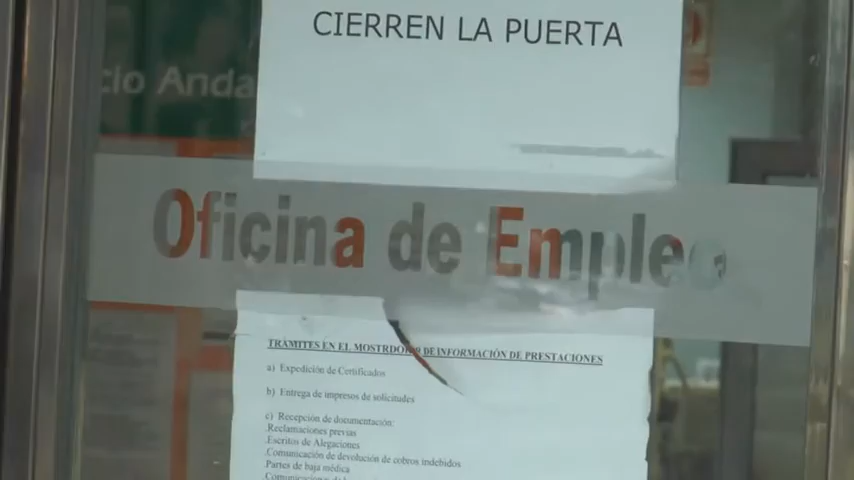 CIERREN LA PUERTA
cio Anda
Oficina de Empleo
TRÁMITES EN EL MOSTRDOR DE INFORMACIÓN DE PRESTACIONES
a) Expedición de Certificados
b) Entrega de impresos de solicitudes
c) Recepción de documentación:
.Reclamaciones previas
.Escritos de Alegaciones
.Comunicación de devolución de cobros indebidos
.Partes de baja médica